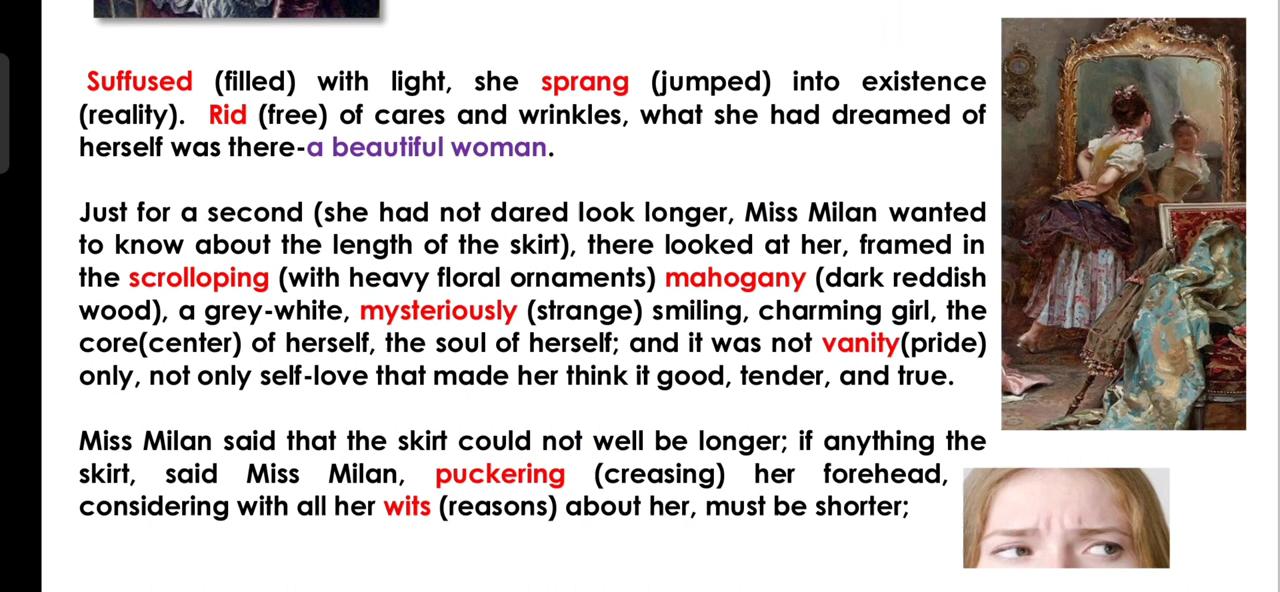 Suffused (filled) with light, she sprang (jumped) into existence
(reality). Rid (free) of cares and wrinkles, what she had dreamed of
herself was there-a beautiful woman.
Just for a second (she had not dared look longer, Miss Milan wanted
to know about the length of the skirt), there looked at her, framed in
the scrolloping (with heavy floral ornaments) mahogany (dark reddish
wood), a grey-white, mysteriously (strange) smiling, charming girl, the
core(center) of herself, the soul of herself; and it was not vanity(pride)
only, not only self-love that made her think it good, tender, and true.
Miss Milan said that the skirt could not well be longer; if anything the
skirt, said Miss Milan, puckering (creasing) her forehead,
considering with all her wits (reasons) about her, must be shorter;